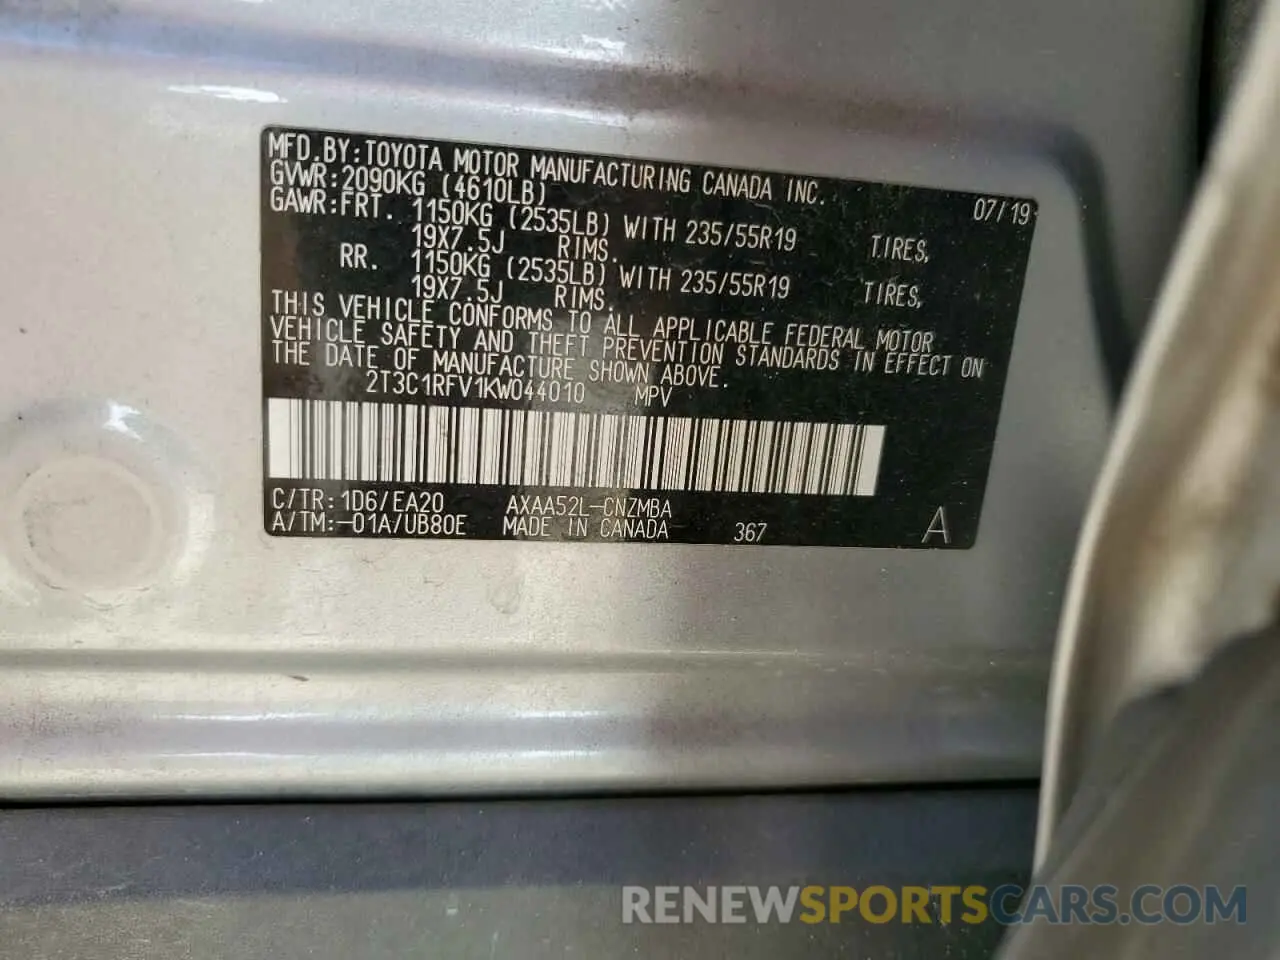 MFD.BY:TOYOTA MOTOR MANUFACTURING CANADA INC.
GVWR:2090KG (4610LB) 07/19
GAWR:FRT. 1150KG (2535LB) WITH 235/55R19 TIRES,
19X7.5J RIMS.
RR. 1150KG (2535LB) WITH 235/55R19 TIRES,
19X7.5J RIMS.
THIS VEHICLE CONFORMS TO ALL APPLICABLE FEDERAL MOTOR
VEHICLE SAFETY AND THEFT PREVENTION STANDARDS IN EFFECT ON
THE DATE OF MANUFACTURE SHOWN ABOVE.
2T3C1RFV1KW044010 MPV
C/TR:1D6/EA20 AXAA52L-CNZMBA
A/TM:-01A/UB80E MADE IN CANADA 367 A
RENEWSPORTSCARS.COM